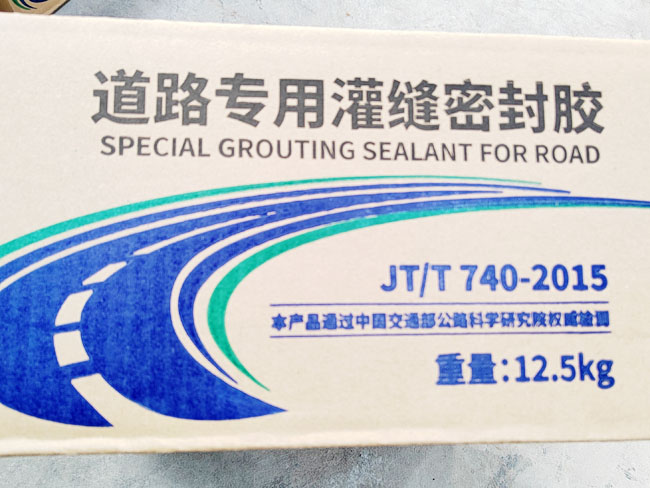 道路专用灌缝密封胶
SPECIAL GROUTING SEALANT FOR ROAD
JT/T 740-2015
本产品通过中国交通部公路科学研究院权威检测
重量:12.5kg